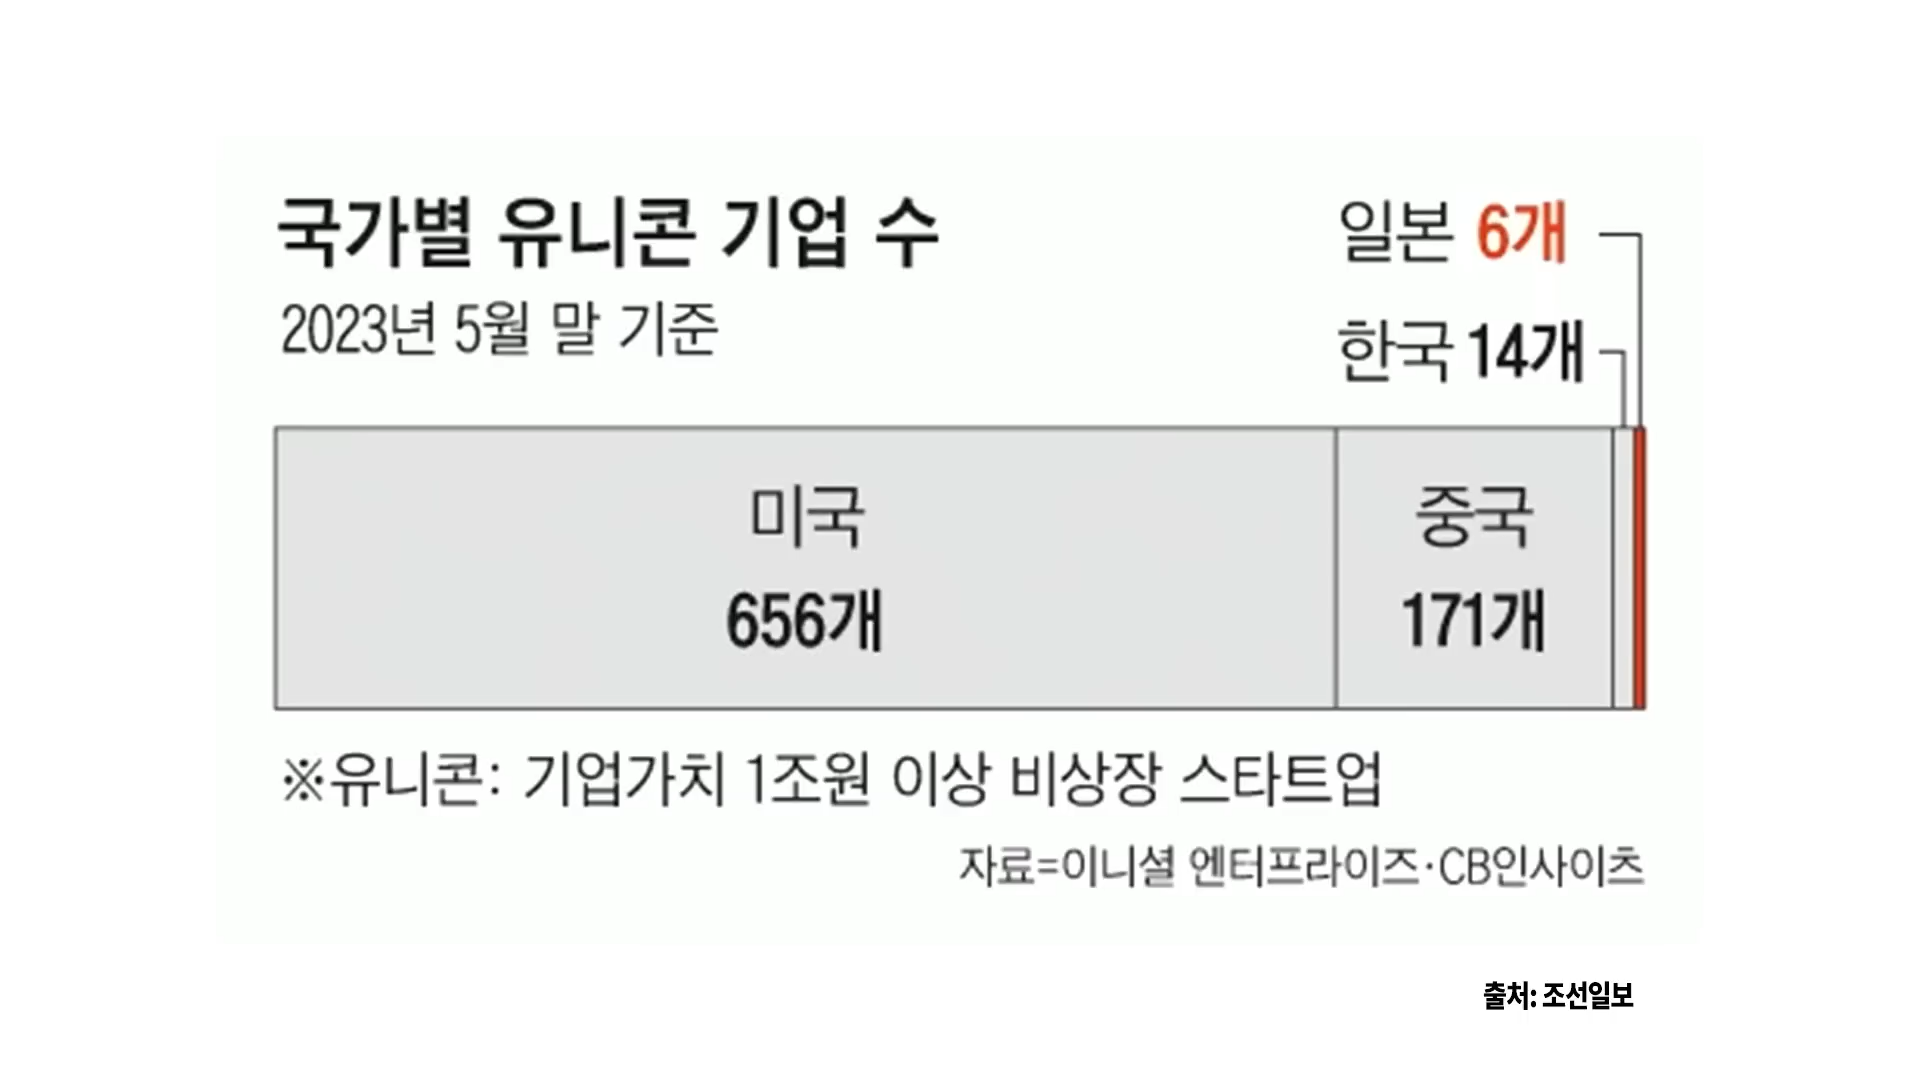 국가별 유니콘 기업 수
2023년 5월 말 기준
일본 6개
한국 14개
미국
656개
중국
171개
※유니콘: 기업가치 1조원 이상 비상장 스타트업
자료=이니셜 엔터프라이즈·CB인사이츠
출처: 조선일보